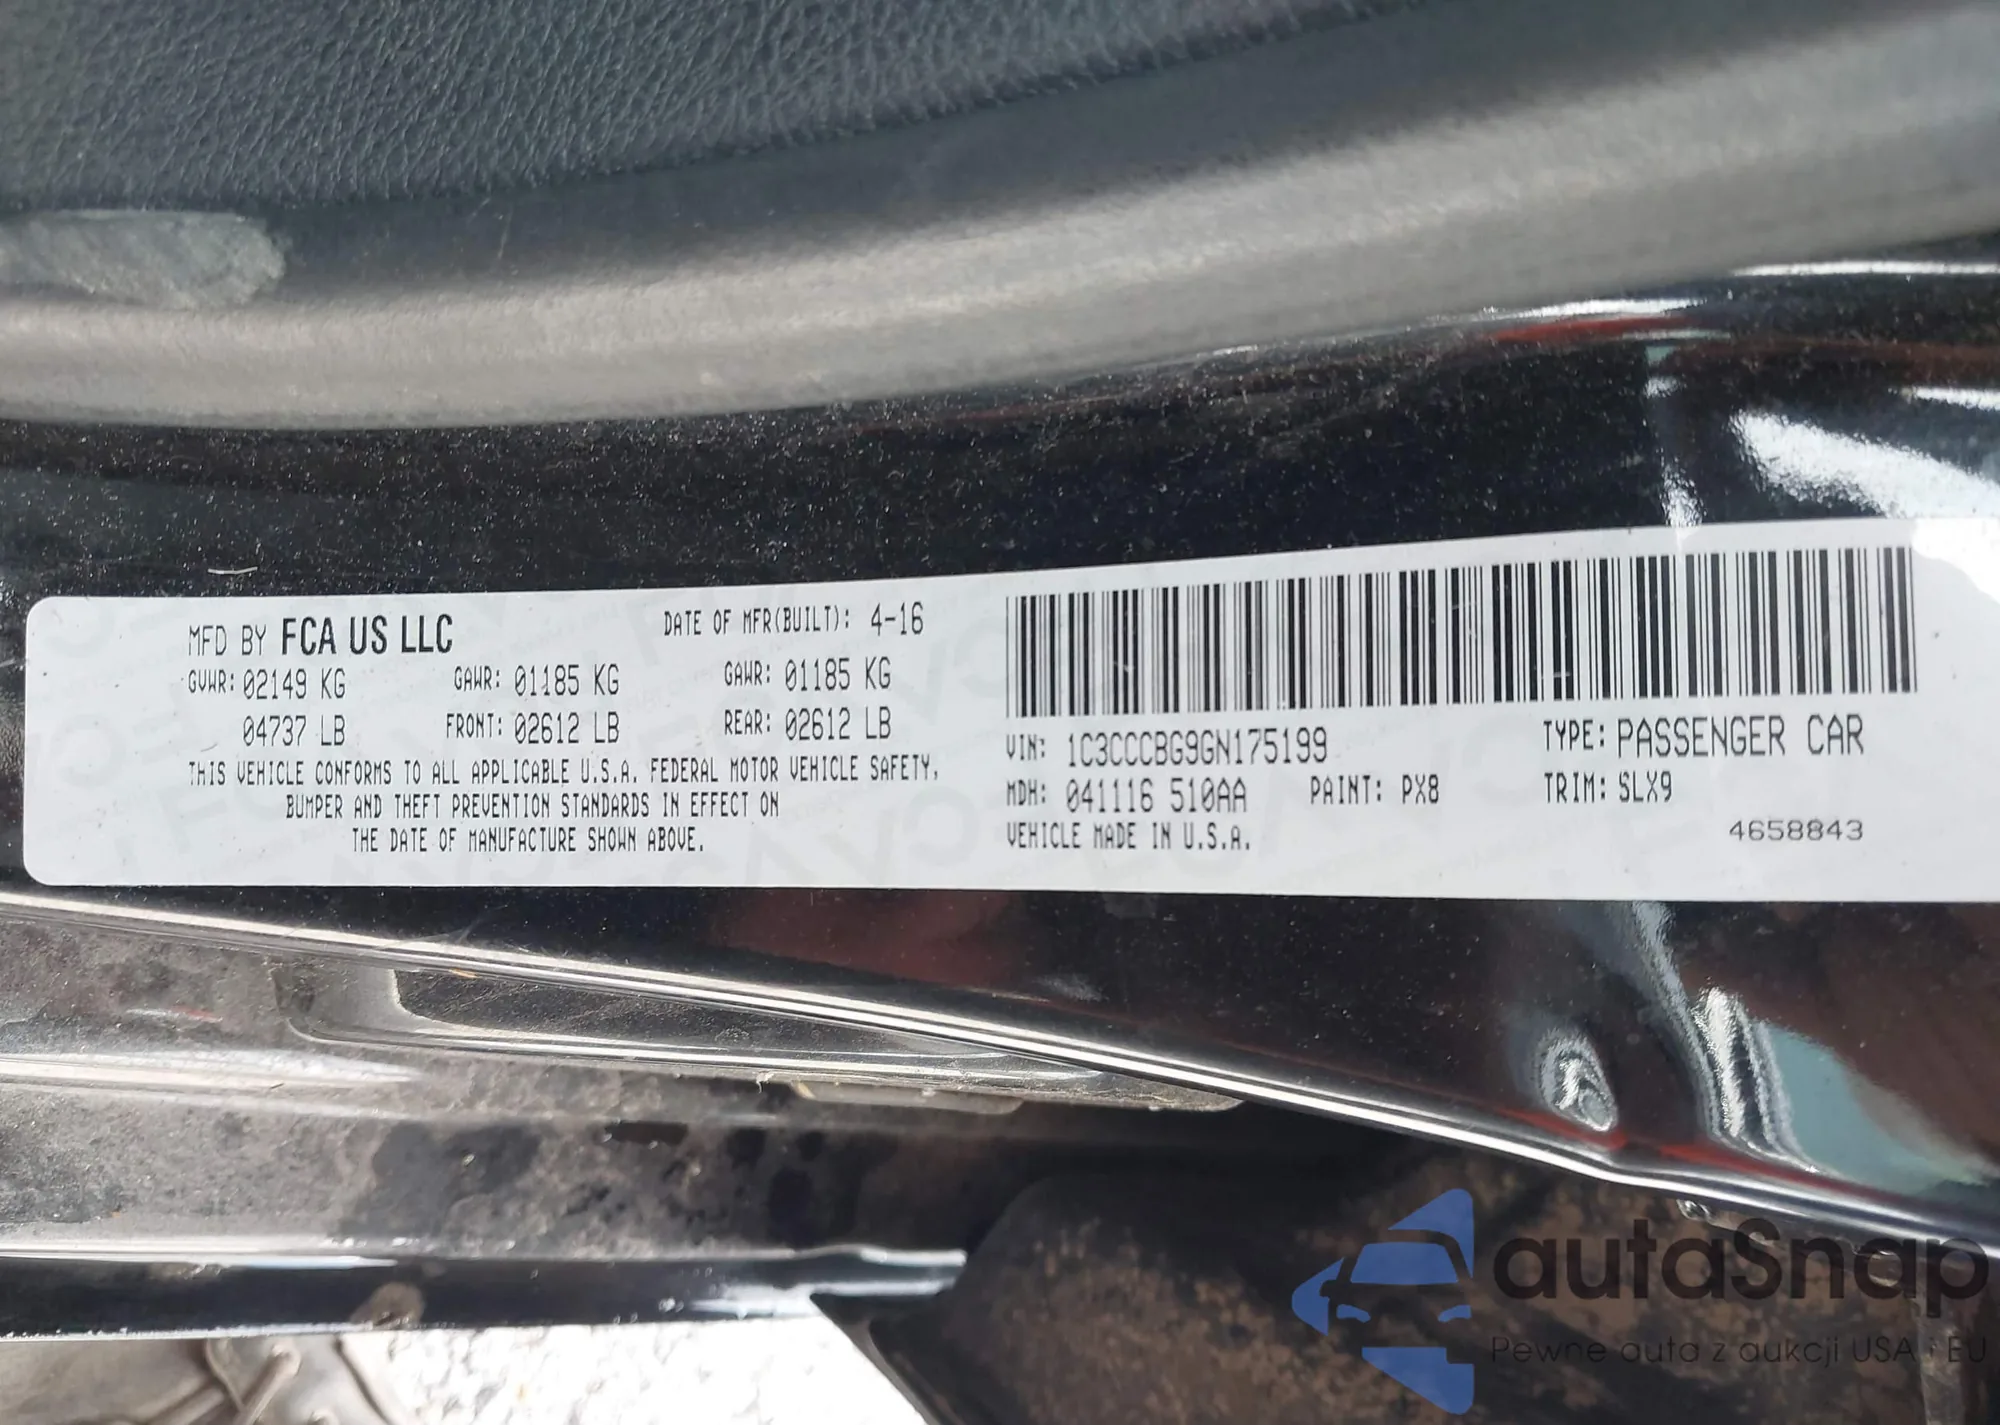 MFD BY FCA US LLC DATE OF MFR(BUILT): 4-16
GVWR: 02149 KG GAWR: 01185 KG GAWR: 01185 KG
04737 LB FRONT: 02612 LB REAR: 02612 LB
THIS VEHICLE CONFORMS TO ALL APPLICABLE U.S.A. FEDERAL MOTOR VEHICLE SAFETY,
BUMPER AND THEFT PREVENTION STANDARDS IN EFFECT ON
THE DATE OF MANUFACTURE SHOWN ABOVE.
VIN: 1C3CCCBG9GN175199 TYPE: PASSENGER CAR
MDH: 041116 510AA PAINT: PX8 TRIM: SLX9
VEHICLE MADE IN U.S.A. 4658843
autaSnap
Pewne auta z aukcji USA i EU